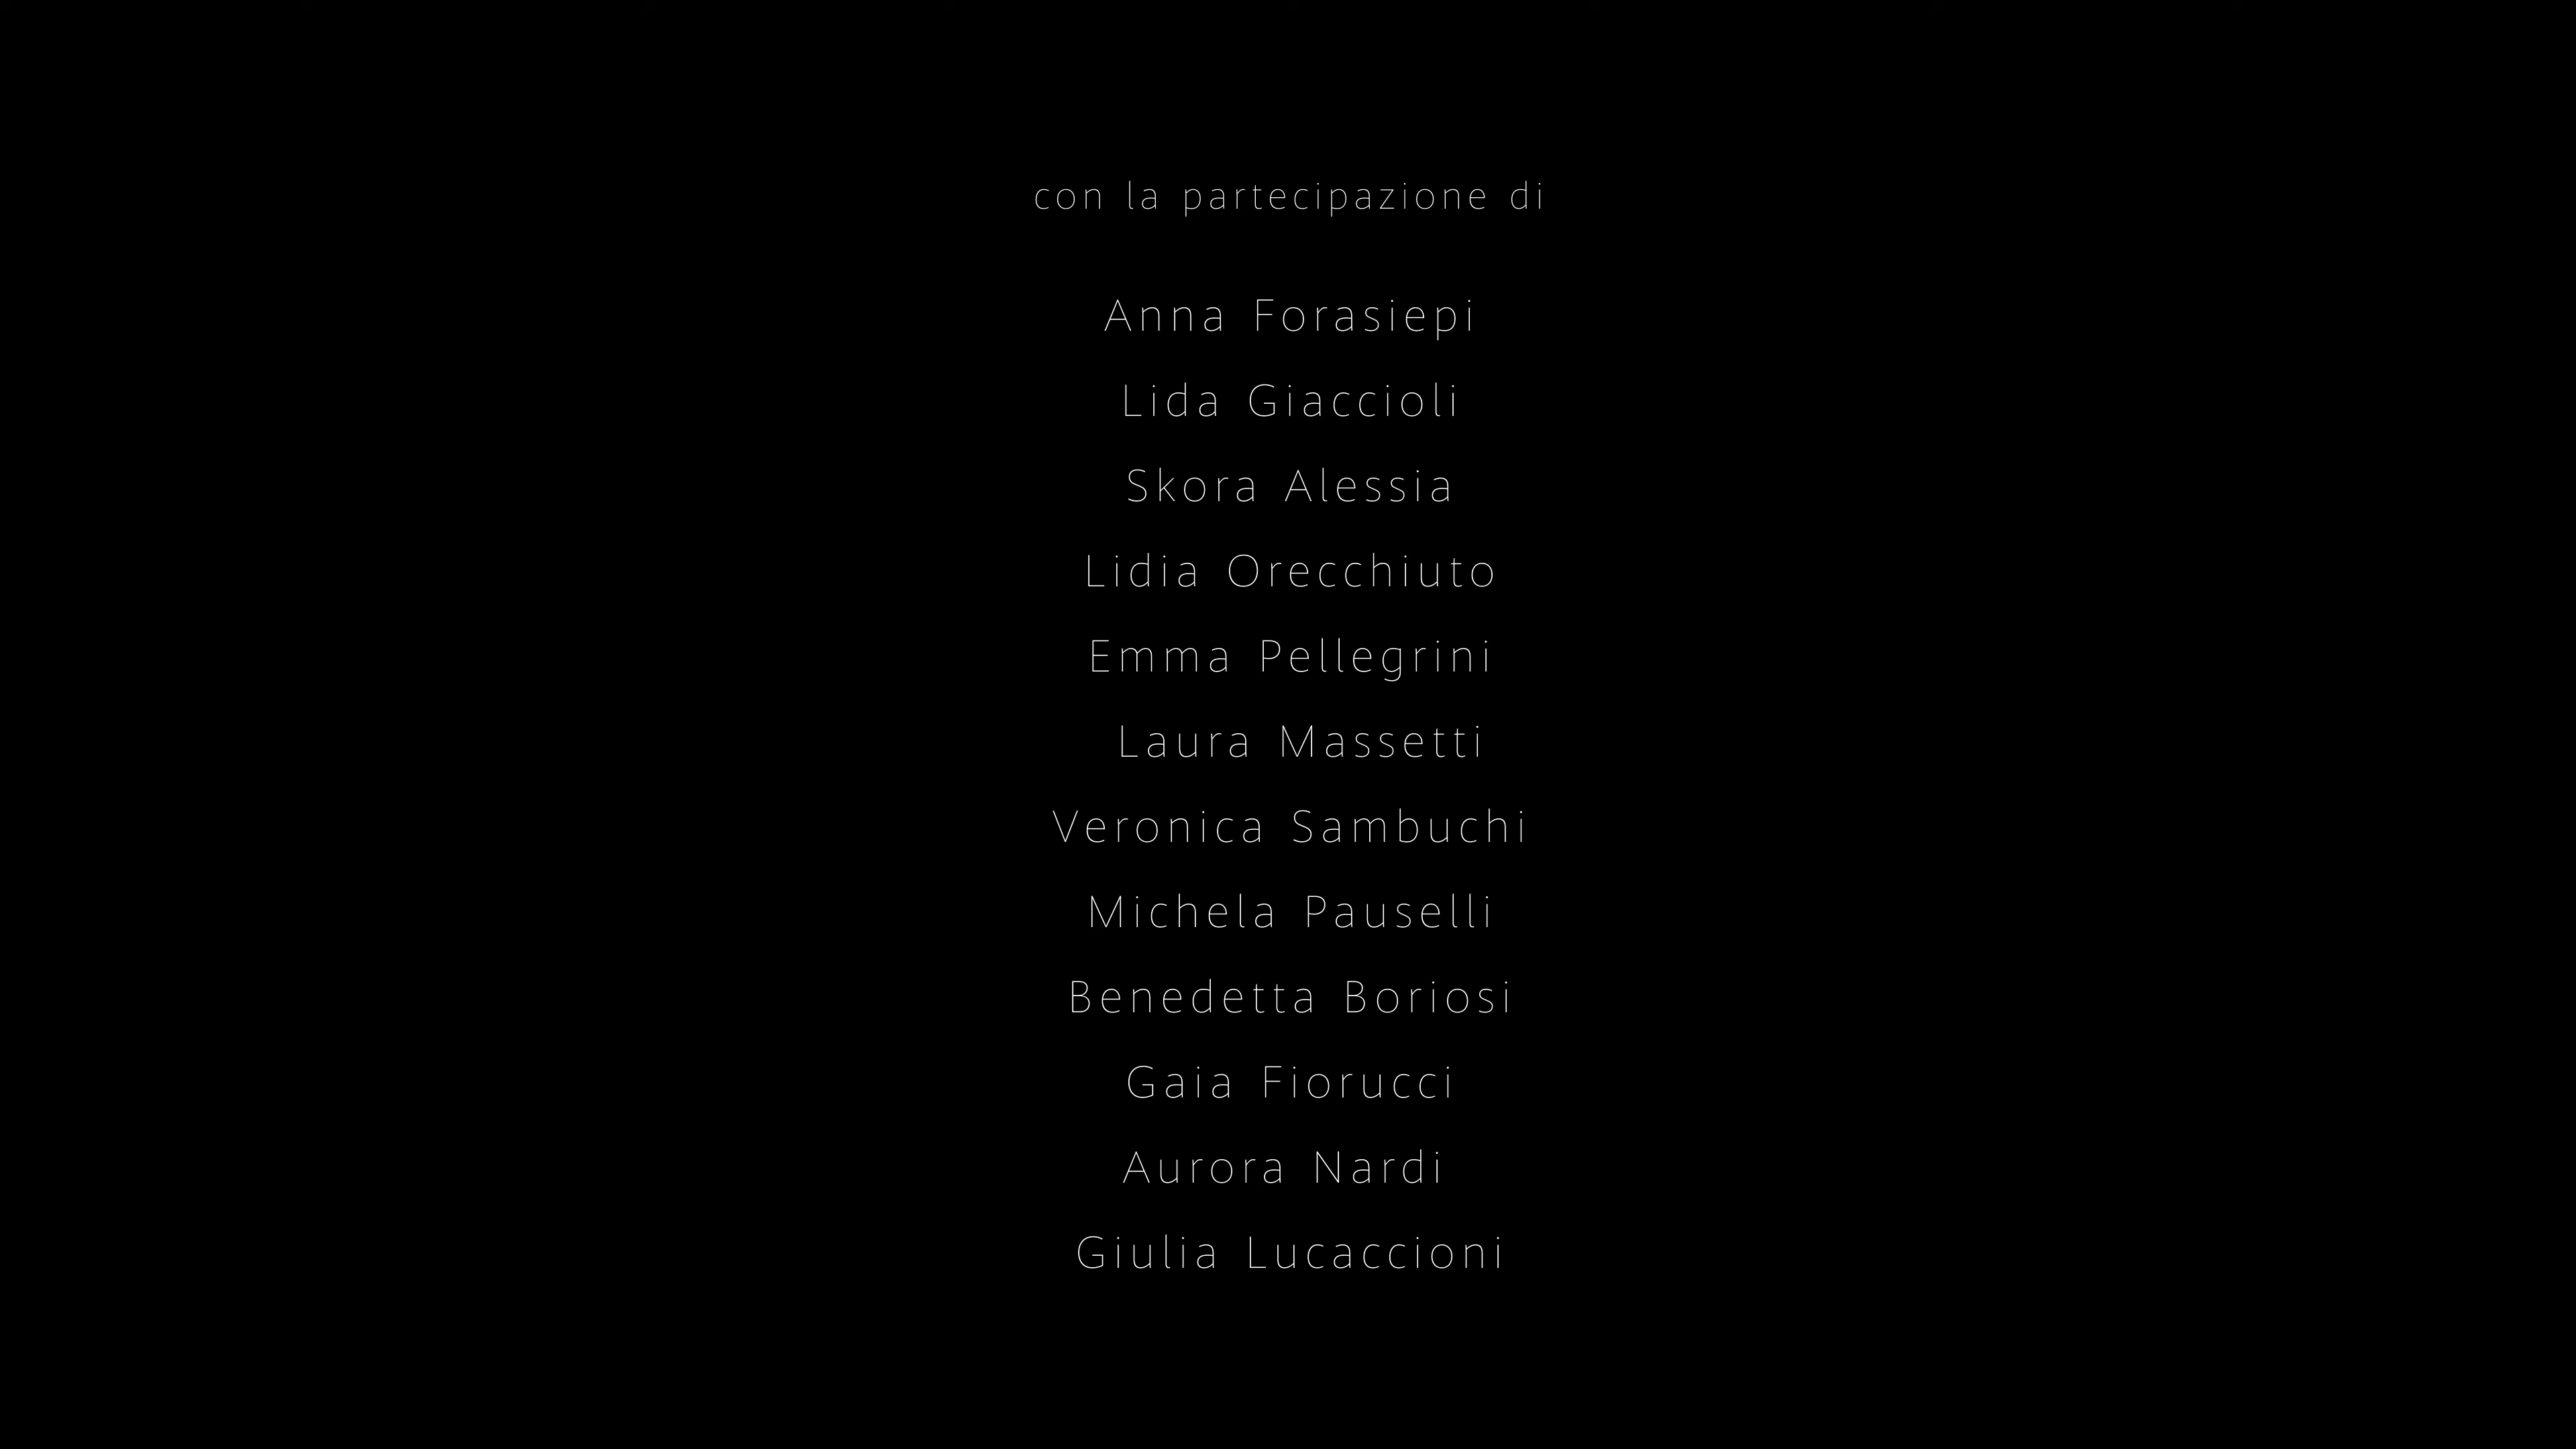 con la partecipazione di
Anna Forasiepi
Lida Giaccioli
Skora Alessia
Lidia Orecchiuto
Emma Pellegrini
Laura Massetti
Veronica Sambuchi
Michela Pauselli
Benedetta Boriosi
Gaia Fiorucci
Aurora Nardi
Giulia Lucaccioni